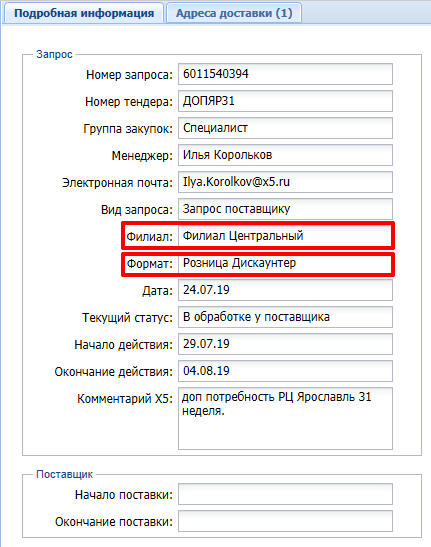 Подробная информация
Адреса доставки (1)
Запрос
Номер запроса: 6011540394
Номер тендера: ДОПЯР31
Группа закупок: Специалист
Менеджер: Илья Корольков
Электронная почта: Ilya.Korolkov@x5.ru
Вид запроса: Запрос поставщику
Филиал: Филиал Центральный
Формат: Розница Дискаунтер
Дата: 24.07.19
Текущий статус: В обработке у поставщика
Начало действия: 29.07.19
Окончание действия: 04.08.19
Комментарий X5: доп потребность РЦ Ярославль 31
неделя.
Поставщик
Начало поставки:
Окончание поставки: